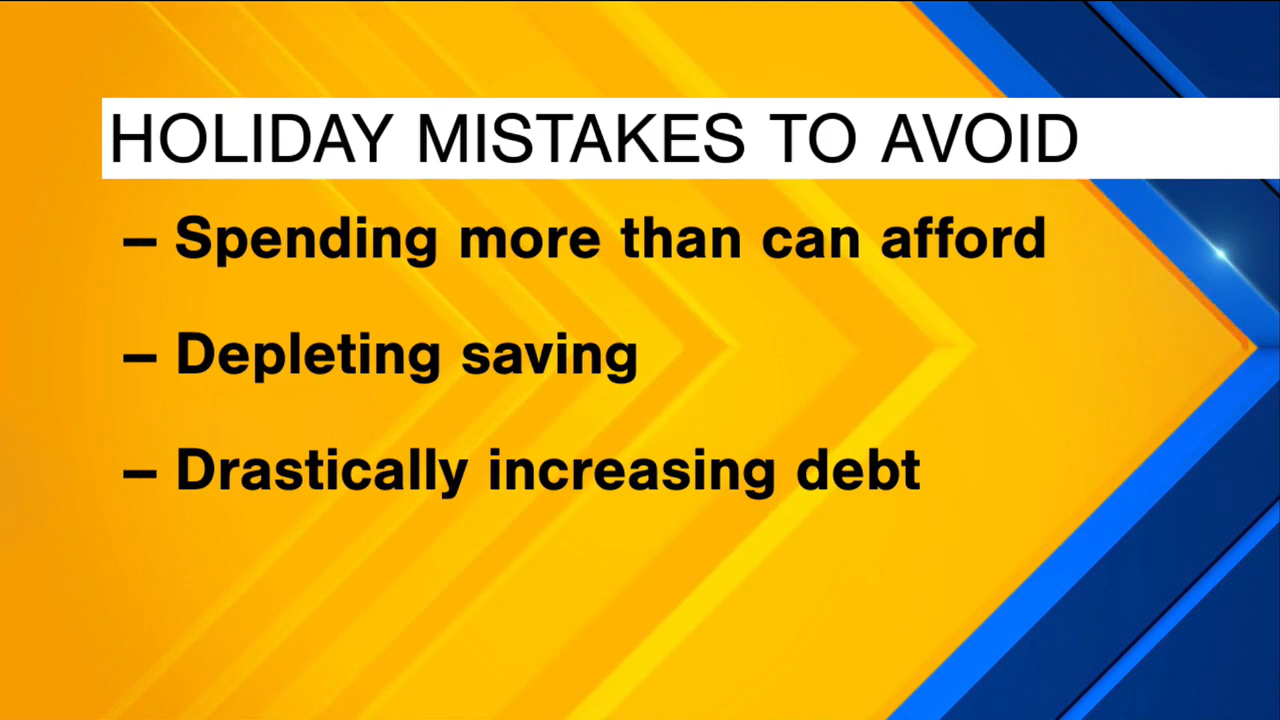 HOLIDAY MISTAKES TO AVOID
– Spending more than can afford
– Depleting saving
– Drastically increasing debt